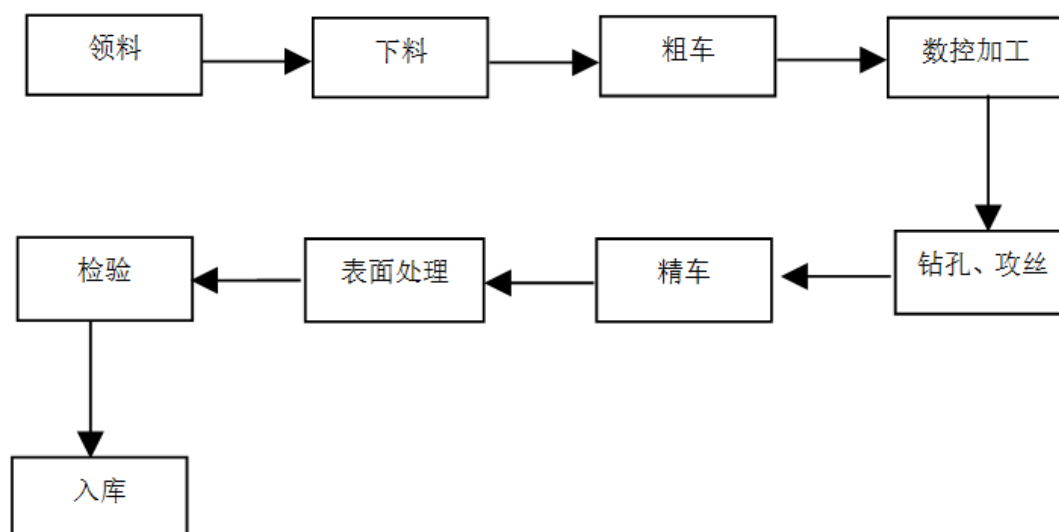 领料
下料
粗车
数控加工
钻孔、攻丝
精车
表面处理
检验
入库